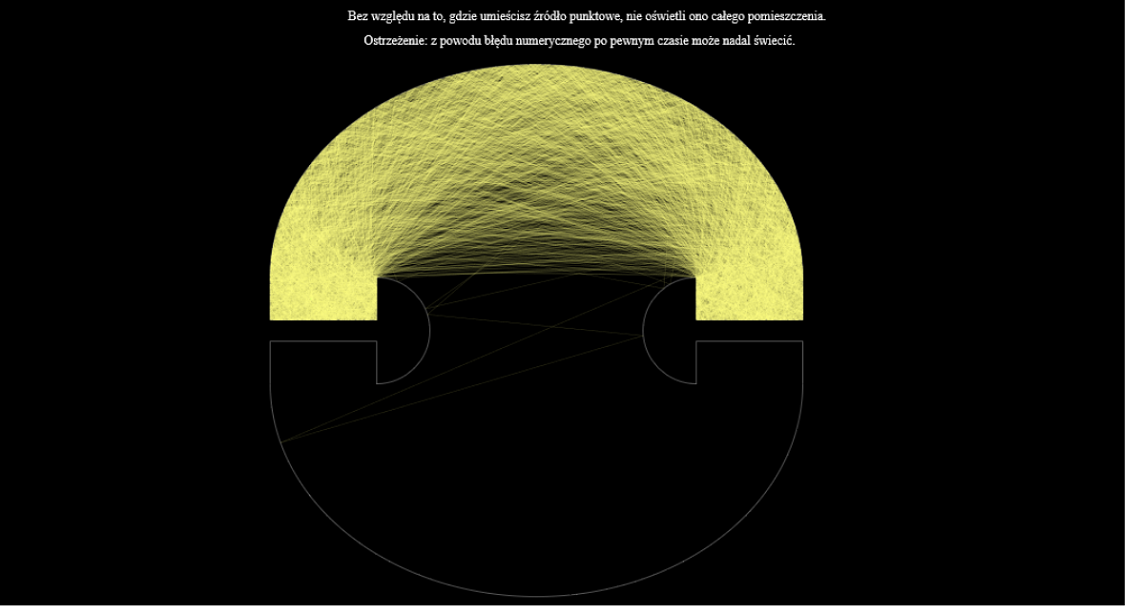 Bez względu na to, gdzie umieścisz źródło punktowe, nie oświetli ono całego pomieszczenia.
Ostrzeżenie: z powodu błędu numerycznego po pewnym czasie może nadal świecić.